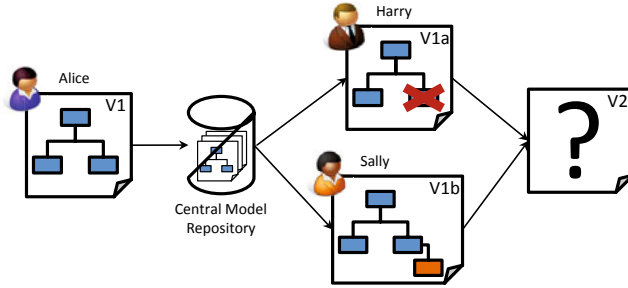 Alice
V1
Central Model
Repository
Harry
V1a
Sally
V1b
V2
?